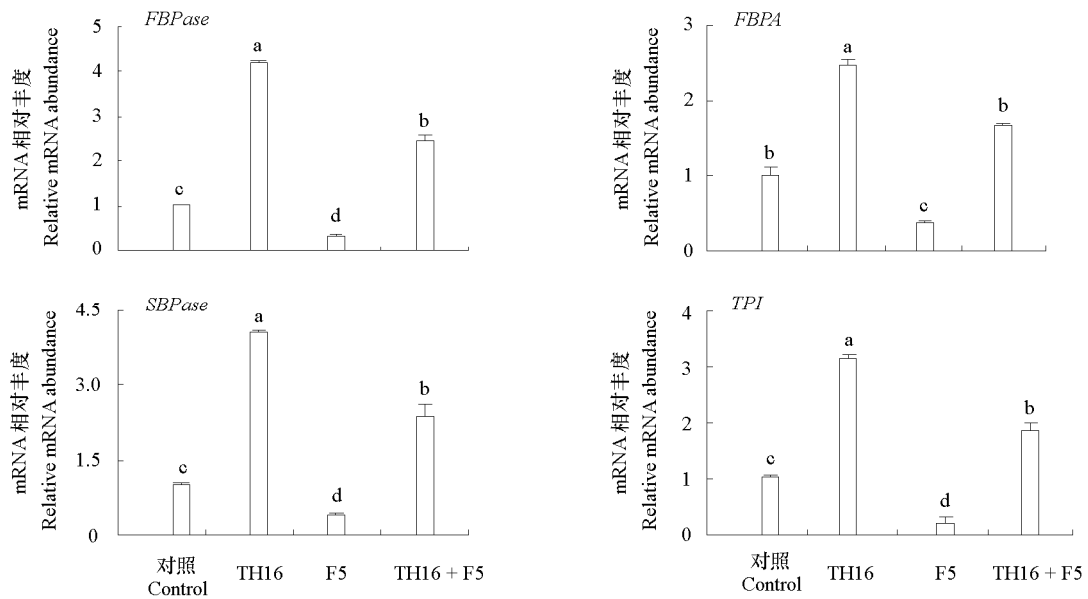 FBPase
mRNA 相对丰度
Relative mRNA abundance
5
4
3
2
1
0
c
a
d
b
FBPA
mRNA 相对丰度
Relative mRNA abundance
3
2
1
0
b
a
c
b
SBPase
mRNA 相对丰度
Relative mRNA abundance
4.5
3.0
1.5
0
c
a
d
b
对照
Control
TH16
F5
TH16 + F5
TPI
mRNA 相对丰度
Relative mRNA abundance
4
3
2
1
0
c
a
d
b
对照
Control
TH16
F5
TH16 + F5